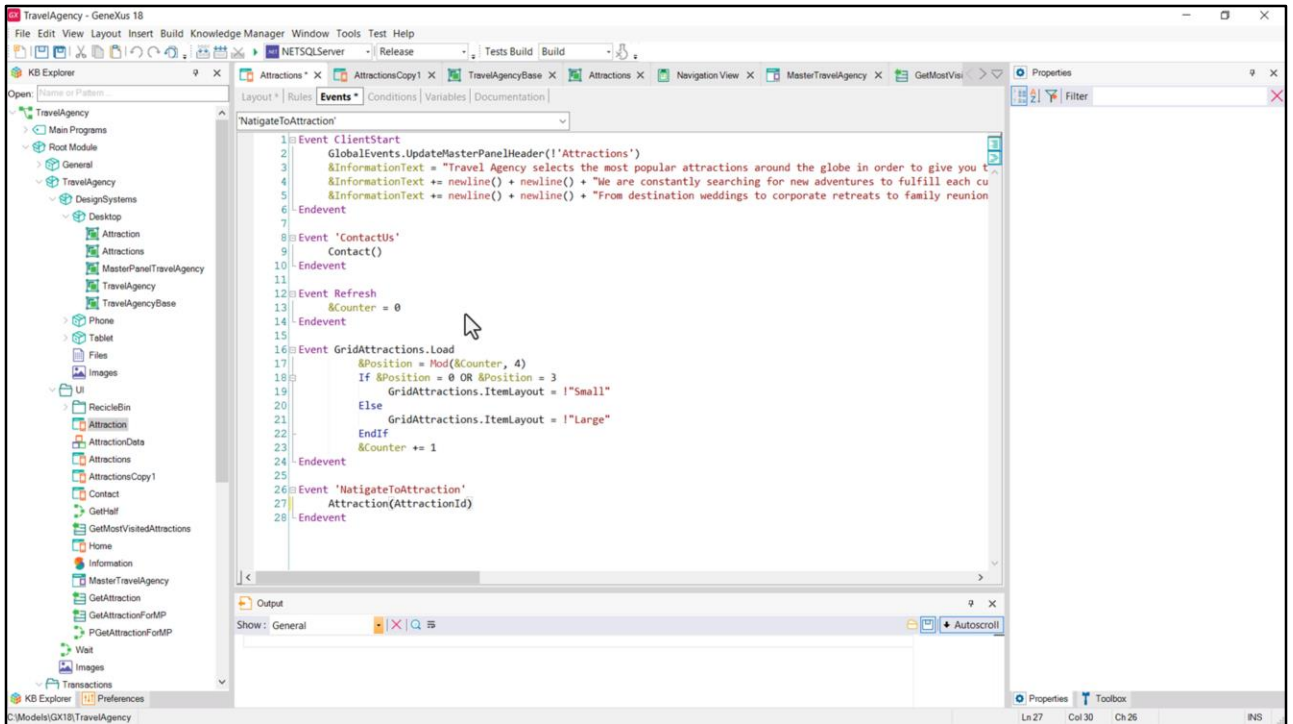 TravelAgency - GeneXus 18
File Edit View Layout Insert Build Knowledge Manager Window Tools Test Help
NETSQLServer Release Tests Build Build
KB Explorer
Open: Name or Pattern...
TravelAgency
Main Programs
Root Module
General
TravelAgency
DesignSystems
Desktop
Attraction
Attractions
MasterPanelTravelAgency
TravelAgency
TravelAgencyBase
Phone
Tablet
Files
Images
UI
RecicleBin
Attraction
AttractionData
Attractions
AttractionsCopy1
Contact
GetHalf
GetMostVisitedAttractions
Home
Information
MasterTravelAgency
GetAttraction
GetAttractionForMP
PGetAttractionForMP
Wait
Images
Transactions
KB Explorer Preferences
Attractions * X AttractionsCopy1 X TravelAgencyBase X Attractions X Navigation View X MasterTravelAgency X GetMostVisi
Layout * Rules Events * Conditions Variables Documentation
'NatigateToAttraction'
1 Event ClientStart
2 GlobalEvents.UpdateMasterPanelHeader(!'Attractions')
3 &InformationText = "Travel Agency selects the most popular attractions around the globe in order to give you t
4 &InformationText += newline() + newline() + "We are constantly searching for new adventures to fulfill each cu
5 &InformationText += newline() + newline() + "From destination weddings to corporate retreats to family reunion
6 Endevent
7
8 Event 'ContactUs'
9 Contact()
10 Endevent
11
12 Event Refresh
13 &Counter = 0
14 Endevent
15
16 Event GridAttractions.Load
17 &Position = Mod(&Counter, 4)
18 If &Position = 0 OR &Position = 3
19 GridAttractions.ItemLayout = !"Small"
20 Else
21 GridAttractions.ItemLayout = !"Large"
22 EndIf
23 &Counter += 1
24 Endevent
25
26 Event 'NatigateToAttraction'
27 Attraction(AttractionId)
28 Endevent
Output
Show: General
Autoscroll
Properties
Filter
Properties Toolbox
C:\Models\GX18\TravelAgency
Ln 27 Col 30 Ch 26 INS